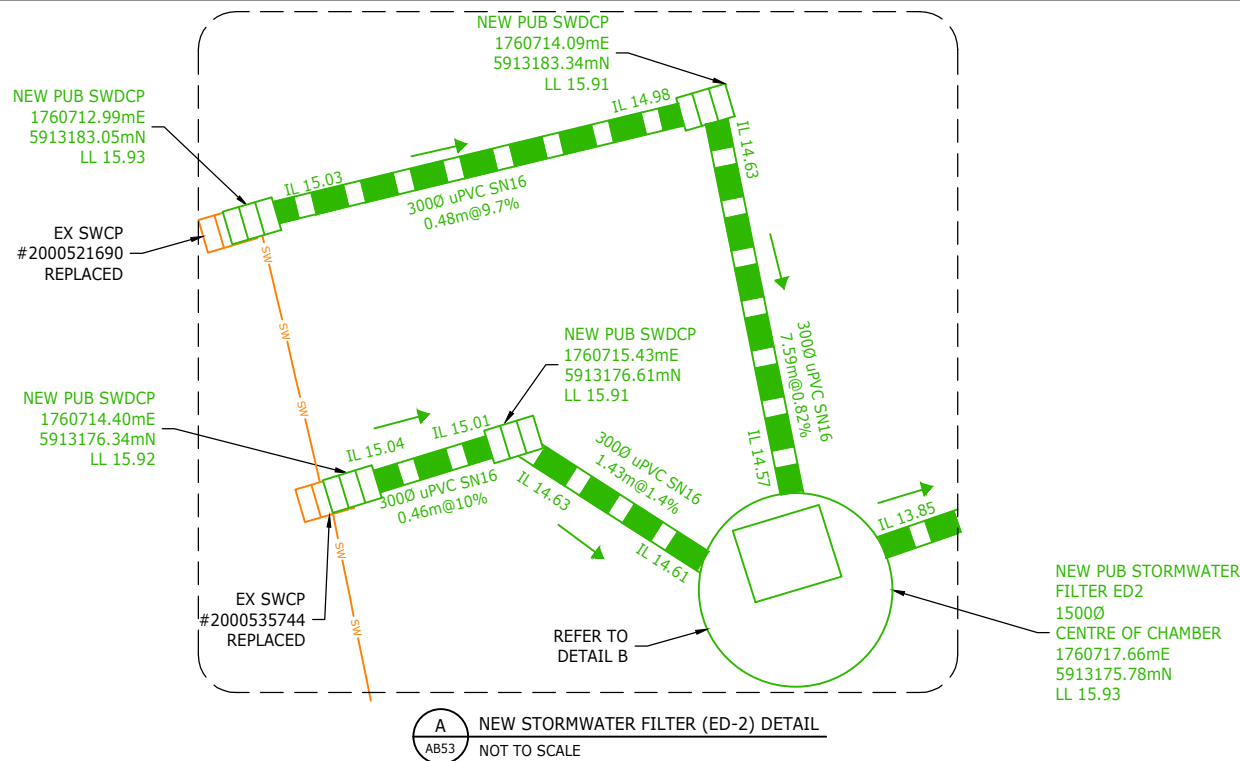 NEW PUB SWDCP
1760714.09mE
5913183.34mN
LL 15.91
NEW PUB SWDCP
1760712.99mE
5913183.05mN
LL 15.93
IL 14.98
IL 15.03
300Ø uPVC SN16
0.48m@9.7%
IL 14.63
EX SWCP
#2000521690
REPLACED
SW
SW
SW
SW
SW
300Ø uPVC SN16
7.59m@0.82%
IL 14.57
NEW PUB SWDCP
1760715.43mE
5913176.61mN
LL 15.91
NEW PUB SWDCP
1760714.40mE
5913176.34mN
LL 15.92
IL 15.04
IL 15.01
300Ø uPVC SN16
0.46m@10%
300Ø uPVC SN16
1.43m@1.4%
IL 14.63
IL 14.61
IL 13.85
EX SWCP
#2000535744
REPLACED
REFER TO
DETAIL B
NEW PUB STORMWATER
FILTER ED2
1500Ø
CENTRE OF CHAMBER
1760717.66mE
5913175.78mN
LL 15.93
A
AB53
NEW STORMWATER FILTER (ED-2) DETAIL
NOT TO SCALE